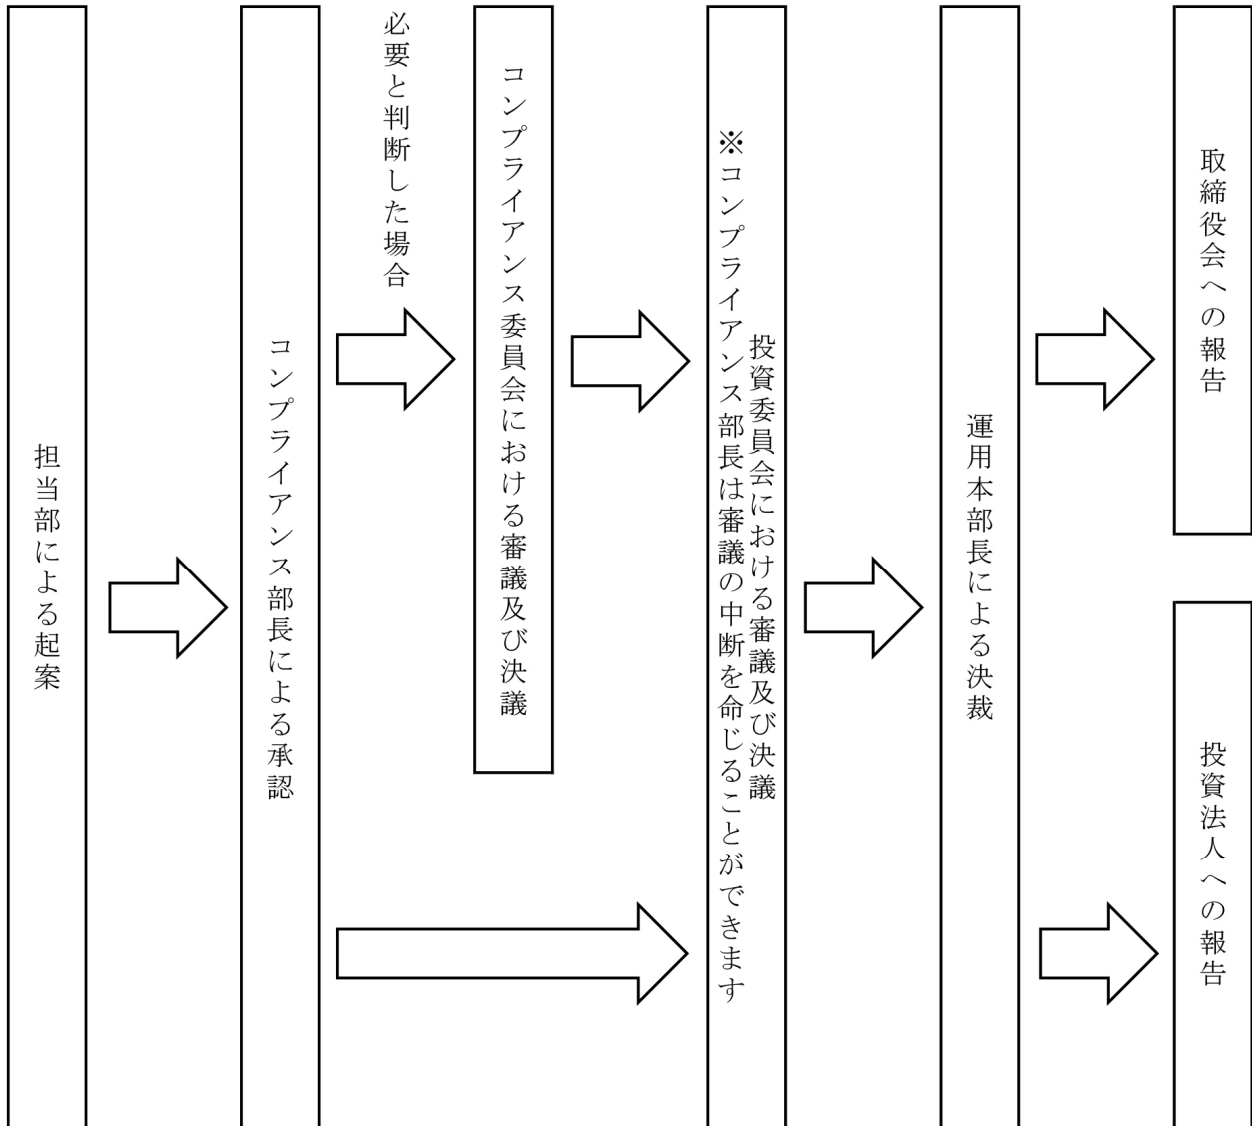 担当部による起案
コンプライアンス部長による承認
必要と判断した場合
コンプライアンス委員会における審議及び決議
投資委員会における審議及び決議
※コンプライアンス部長は審議の中断を命じることができます
運用本部長による決裁
取締役会への報告
投資法人への報告